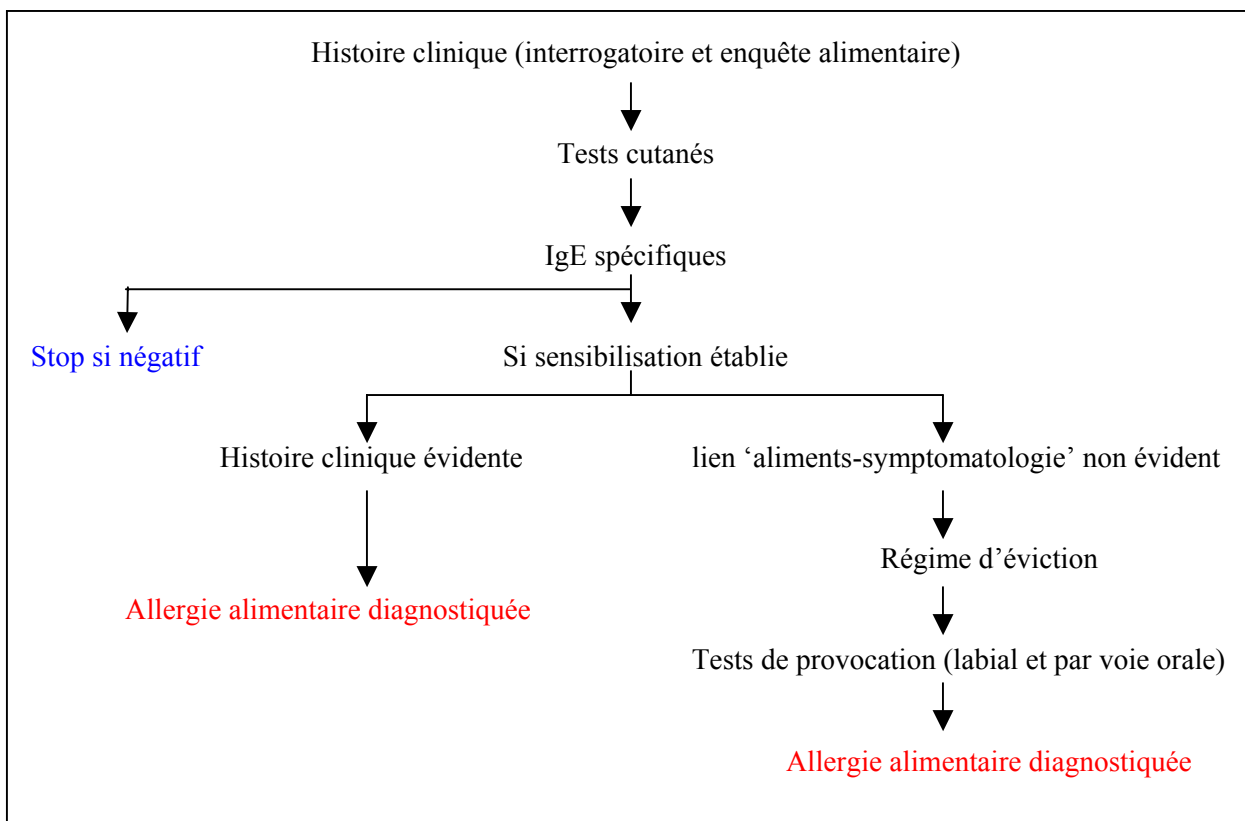 Histoire clinique (interrogatoire et enquête alimentaire)
Tests cutanés
IgE spécifiques
Stop si négatif
Si sensibilisation établie
Histoire clinique évidente
lien ‘aliments-symptomatologie’ non évident
Régime d’éviction
Allergie alimentaire diagnostiquée
Tests de provocation (labial et par voie orale)
Allergie alimentaire diagnostiquée